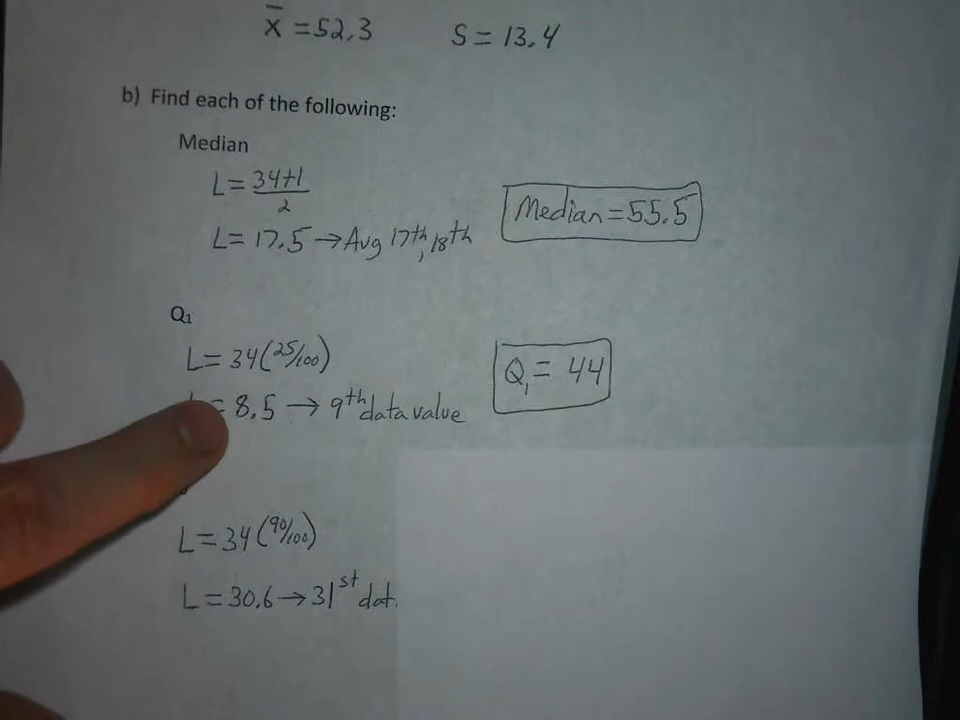 x̄ = 52.3 S = 13.4
b) Find each of the following:
Median
L = 34+1/2
L = 17.5 → Avg 17th, 18th
Median = 55.5
Q₁
L = 34(25/100)
= 8.5 → 9th data value
Q₁ = 44
L = 34(90/100)
L = 30.6 → 31st dat.